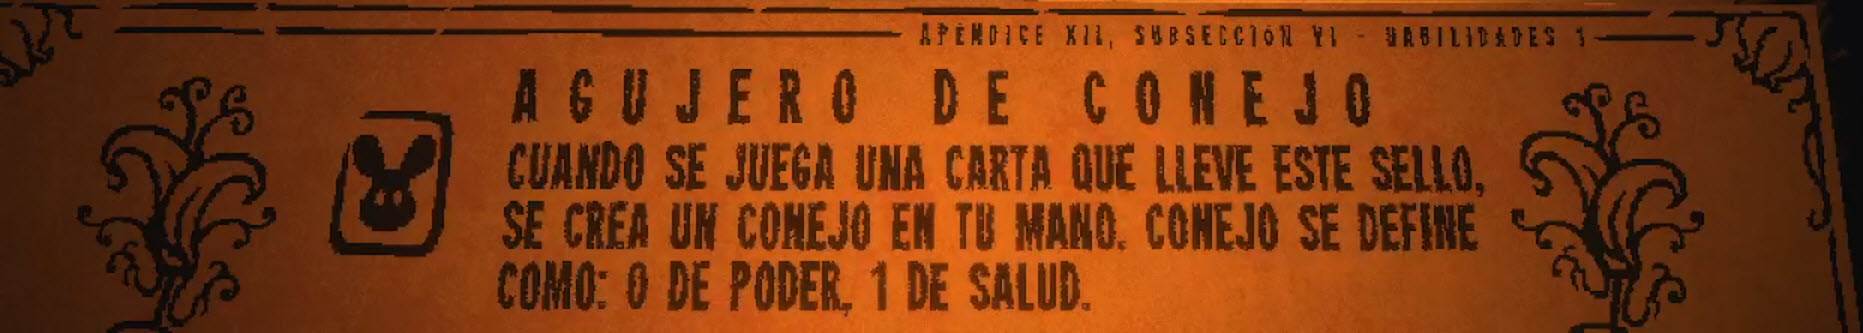 APÉNDICE XII, SUBSECCIÓN VI - HABILIDADES 1
AGUJERO DE CONEJO
CUANDO SE JUEGA UNA CARTA QUE LLEVE ESTE SELLO,
SE CREA UN CONEJO EN TU MANO. CONEJO SE DEFINE
COMO: 0 DE PODER, 1 DE SALUD.